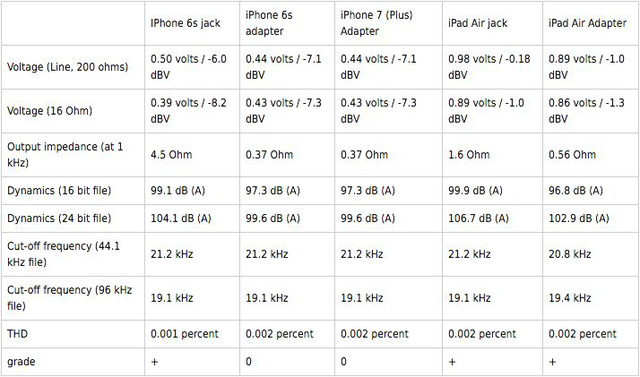 IPhone 6s jack iPhone 6s adapter iPhone 7 (Plus) Adapter iPad Air jack iPad Air Adapter
Voltage (Line, 200 ohms) 0.50 volts / -6.0 dBV 0.44 volts / -7.1 dBV 0.44 volts / -7.1 dBV 0.98 volts / -0.18 dBV 0.89 volts / -1.0 dBV
Voltage (16 Ohm) 0.39 volts / -8.2 dBV 0.43 volts / -7.3 dBV 0.43 volts / -7.3 dBV 0.89 volts / -1.0 dBV 0.86 volts / -1.3 dBV
Output impedance (at 1 kHz) 4.5 Ohm 0.37 Ohm 0.37 Ohm 1.6 Ohm 0.56 Ohm
Dynamics (16 bit file) 99.1 dB (A) 97.3 dB (A) 97.3 dB (A) 99.9 dB (A) 96.8 dB (A)
Dynamics (24 bit file) 104.1 dB (A) 99.6 dB (A) 99.6 dB (A) 106.7 dB (A) 102.9 dB (A)
Cut-off frequency (44.1 kHz file) 21.2 kHz 21.2 kHz 21.2 kHz 21.2 kHz 20.8 kHz
Cut-off frequency (96 kHz file) 19.1 kHz 19.1 kHz 19.1 kHz 19.1 kHz 19.4 kHz
THD 0.001 percent 0.002 percent 0.002 percent 0.002 percent 0.002 percent
grade + 0 0 + +